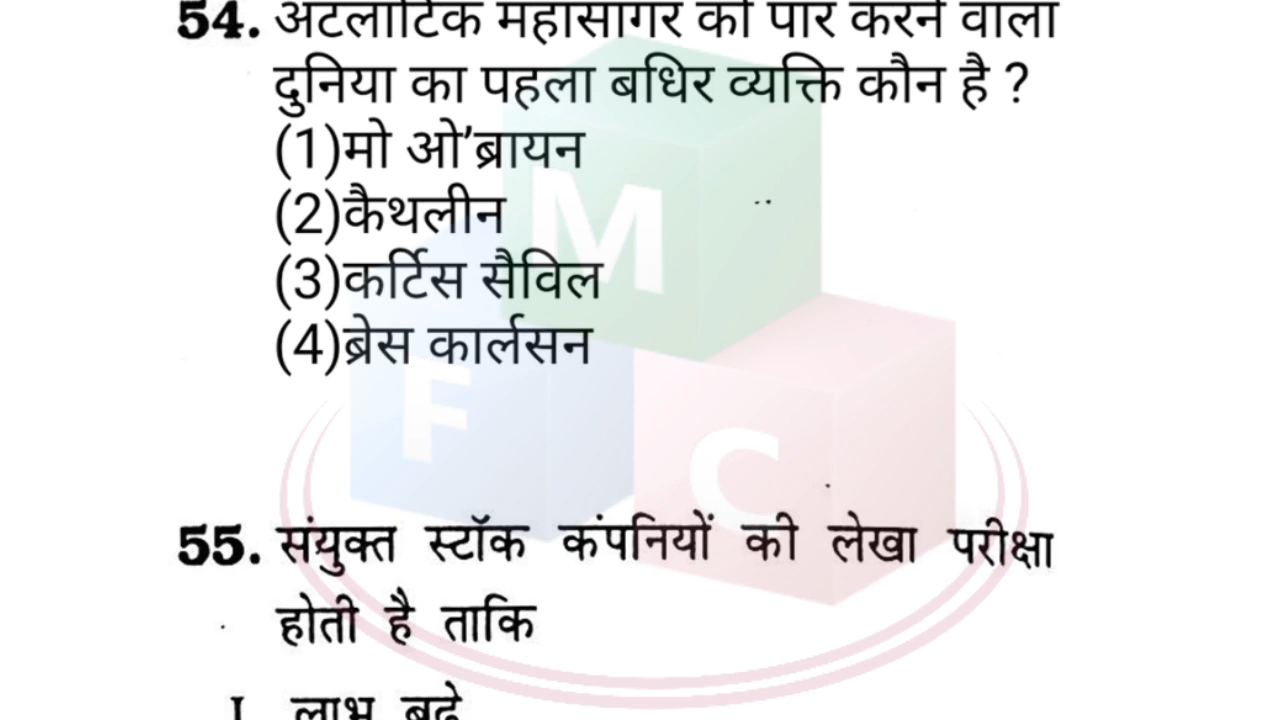 54. अटलांटिक महासागर को पार करने वाला
दुनिया का पहला बधिर व्यक्ति कौन है ?
(1)मो ओ'ब्रायन
(2)कैथलीन
(3)कर्टिस सैविल
(4)ब्रेस कार्लसन
M
F
C
55. संयुक्त स्टॉक कंपनियों की लेखा परीक्षा
होती है ताकि
I. लाभ बढ़े